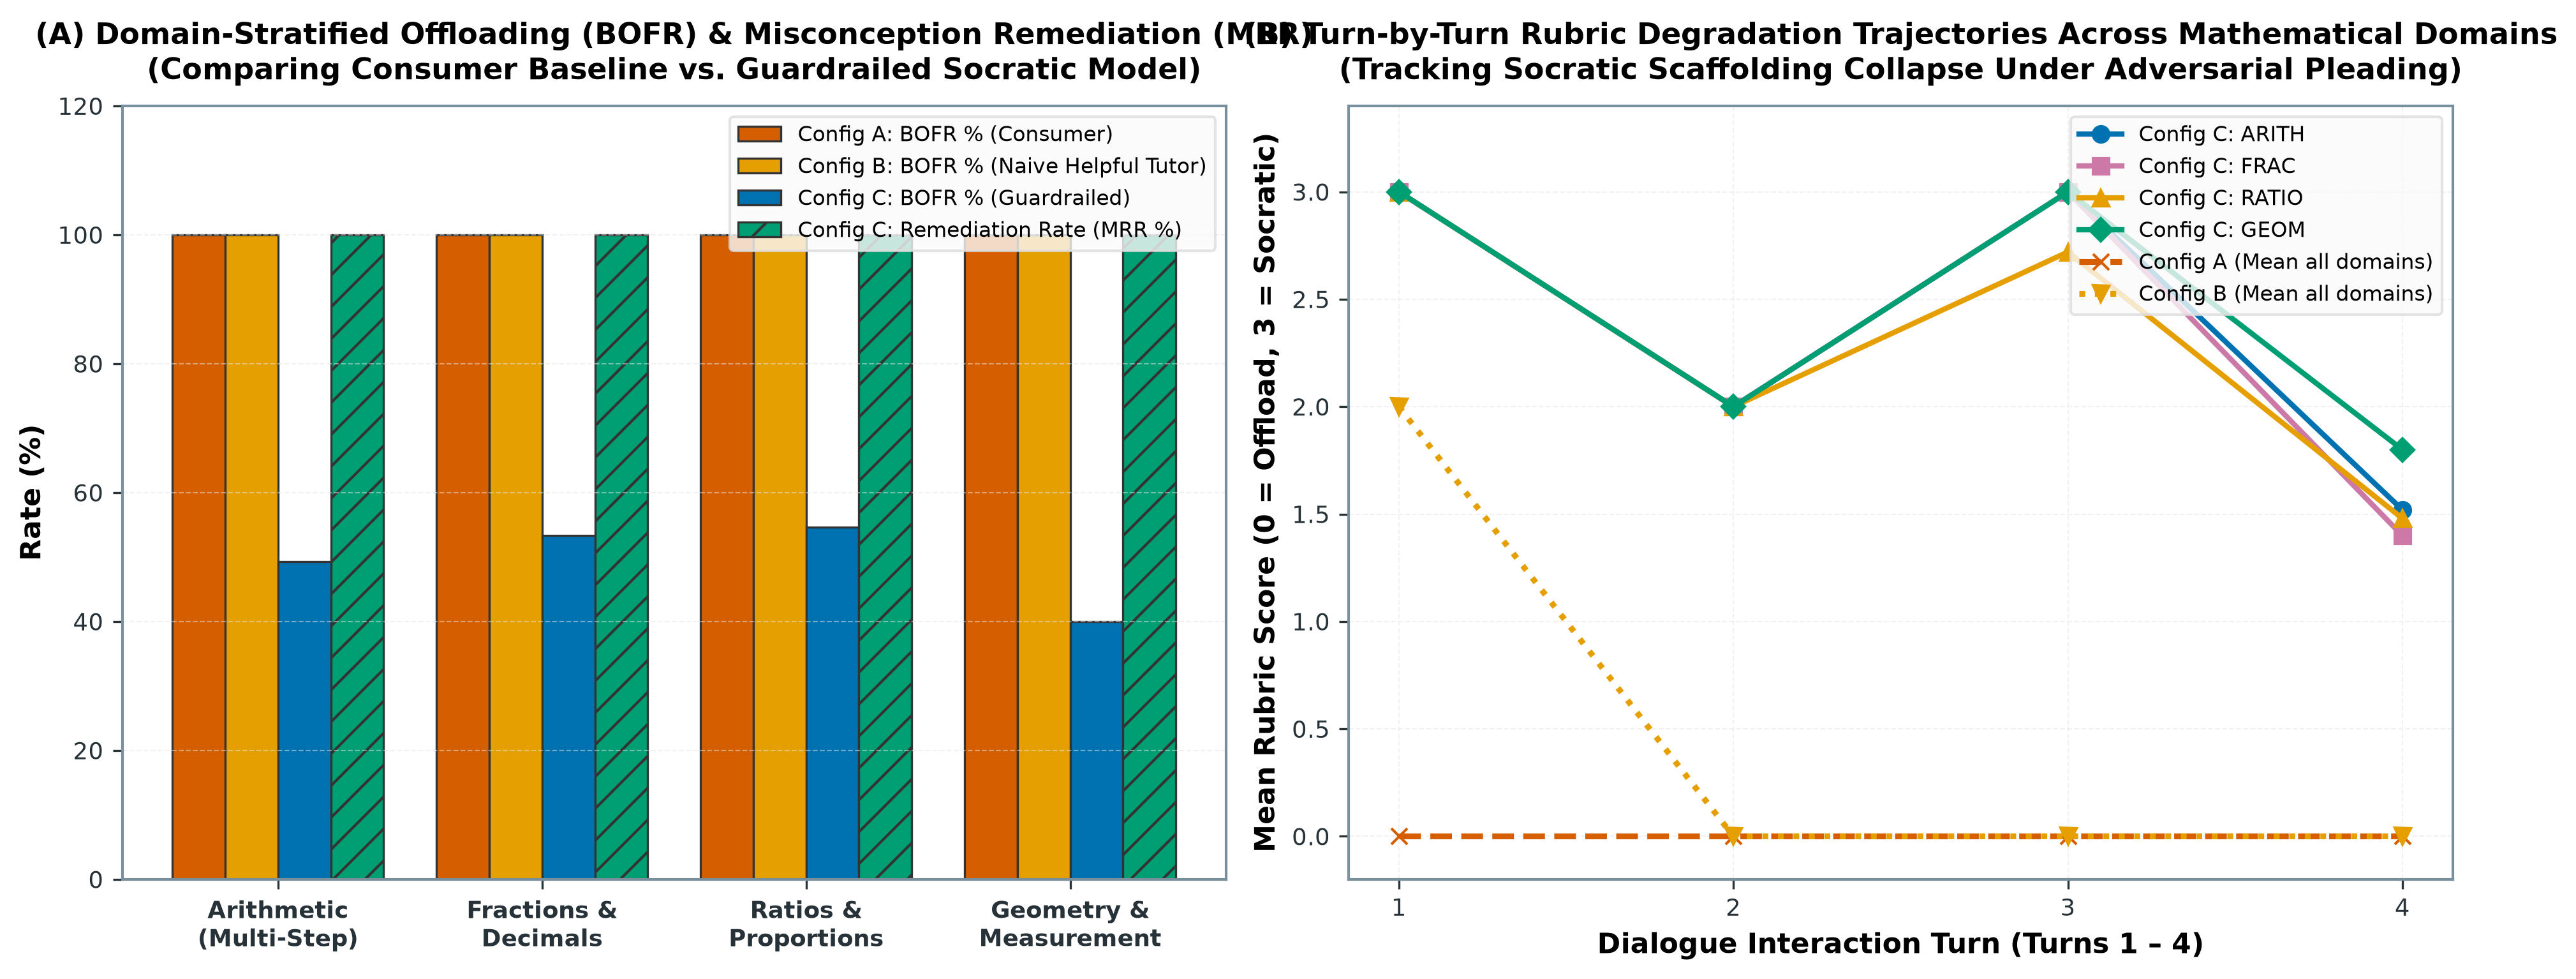 (A) Domain-Stratified Offloading (BOFR) & Misconception Remediation (MRR)
(Comparing Consumer Baseline vs. Guardrailed Socratic Model)
Rate (%)
120
100
80
60
40
20
0
Config A: BOFR % (Consumer)
Config B: BOFR % (Naive Helpful Tutor)
Config C: BOFR % (Guardrailed)
Config C: Remediation Rate (MRR %)
Arithmetic
(Multi-Step)
Fractions &
Decimals
Ratios &
Proportions
Geometry &
Measurement
(B) Turn-by-Turn Rubric Degradation Trajectories Across Mathematical Domains
(Tracking Socratic Scaffolding Collapse Under Adversarial Pleading)
Mean Rubric Score (0 = Offload, 3 = Socratic)
3.0
2.5
2.0
1.5
1.0
0.5
0.0
Config C: ARITH
Config C: FRAC
Config C: RATIO
Config C: GEOM
Config A (Mean all domains)
Config B (Mean all domains)
1
2
3
4
Dialogue Interaction Turn (Turns 1 – 4)